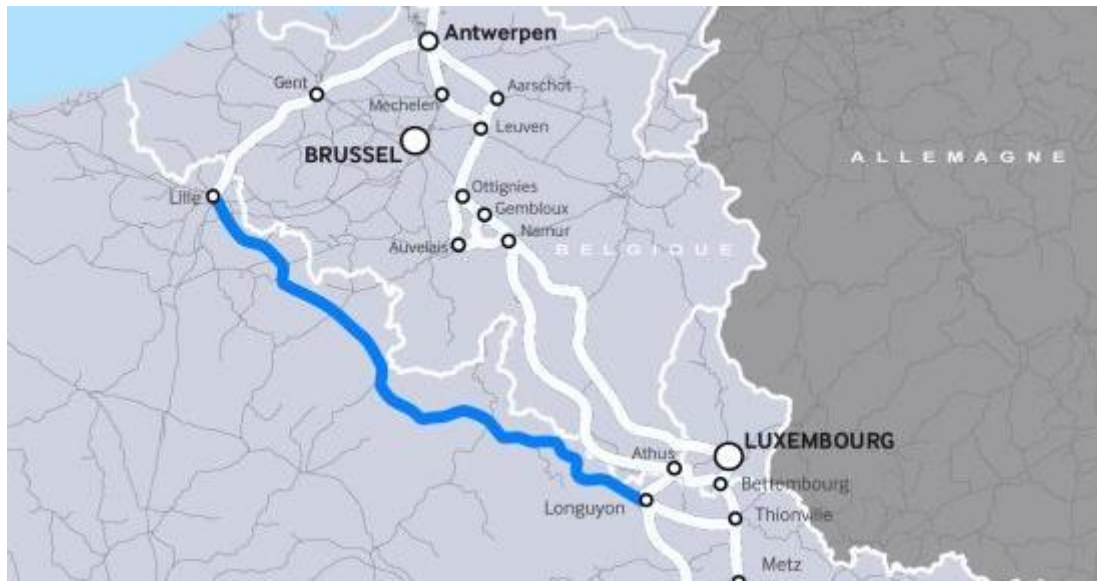 Antwerpen
Gent
Aarschot
Mechelen
Leuven
BRUSSEL
ALLEMAGNE
Lille
Ottignies
Gembloux
Namur
Auvelais
BELGIQUE
LUXEMBOURG
Athus
Bettembourg
Longuyon
Thionville
Metz